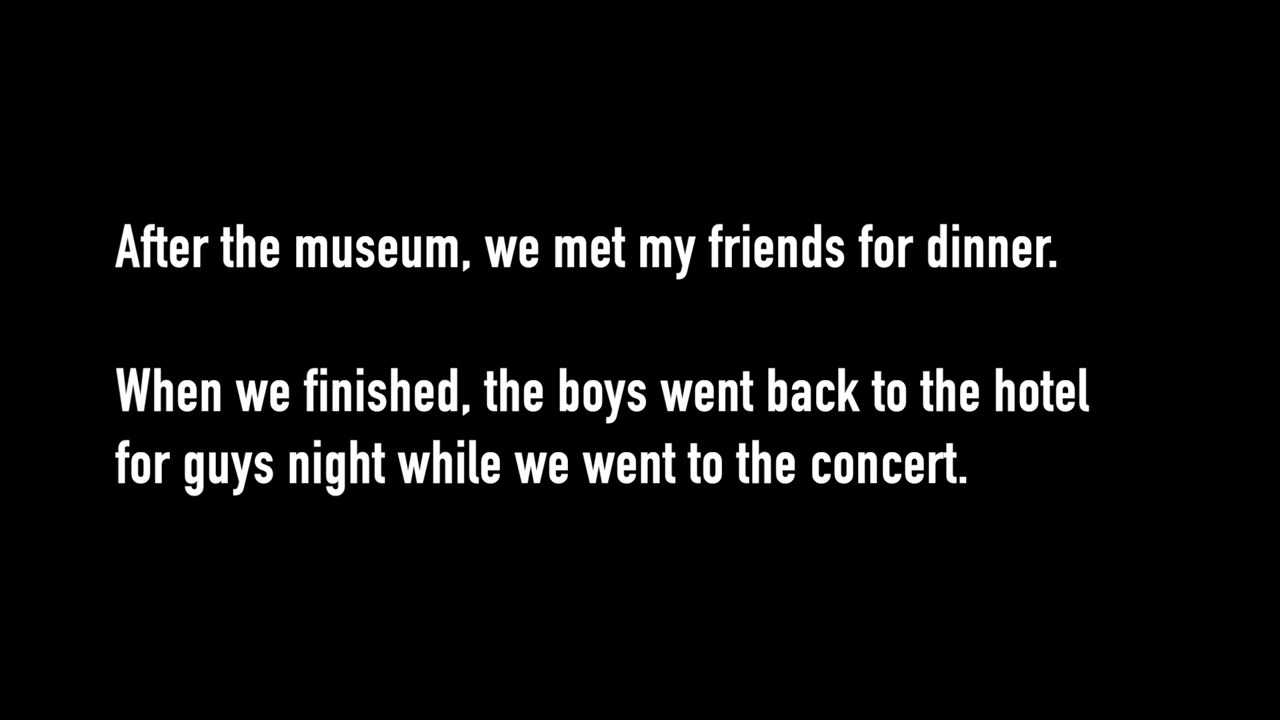 After the museum, we met my friends for dinner.
When we finished, the boys went back to the hotel
for guys night while we went to the concert.